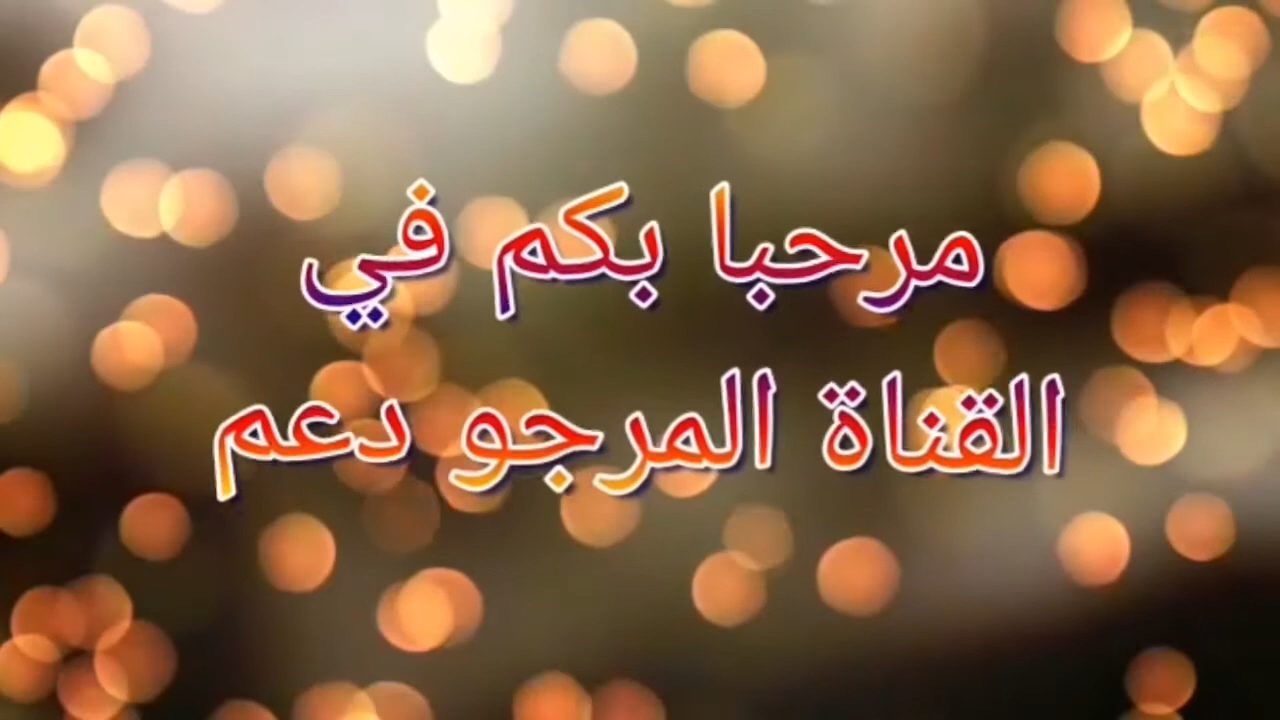 مرحبا بكم في
القناة المرجو دعم